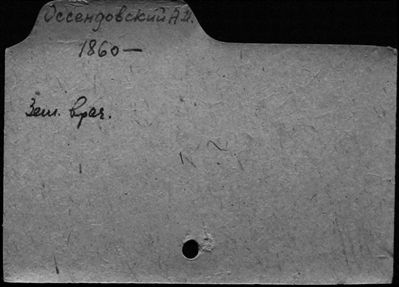 Оссендовский А.И.
1860 —
Зем. врач.